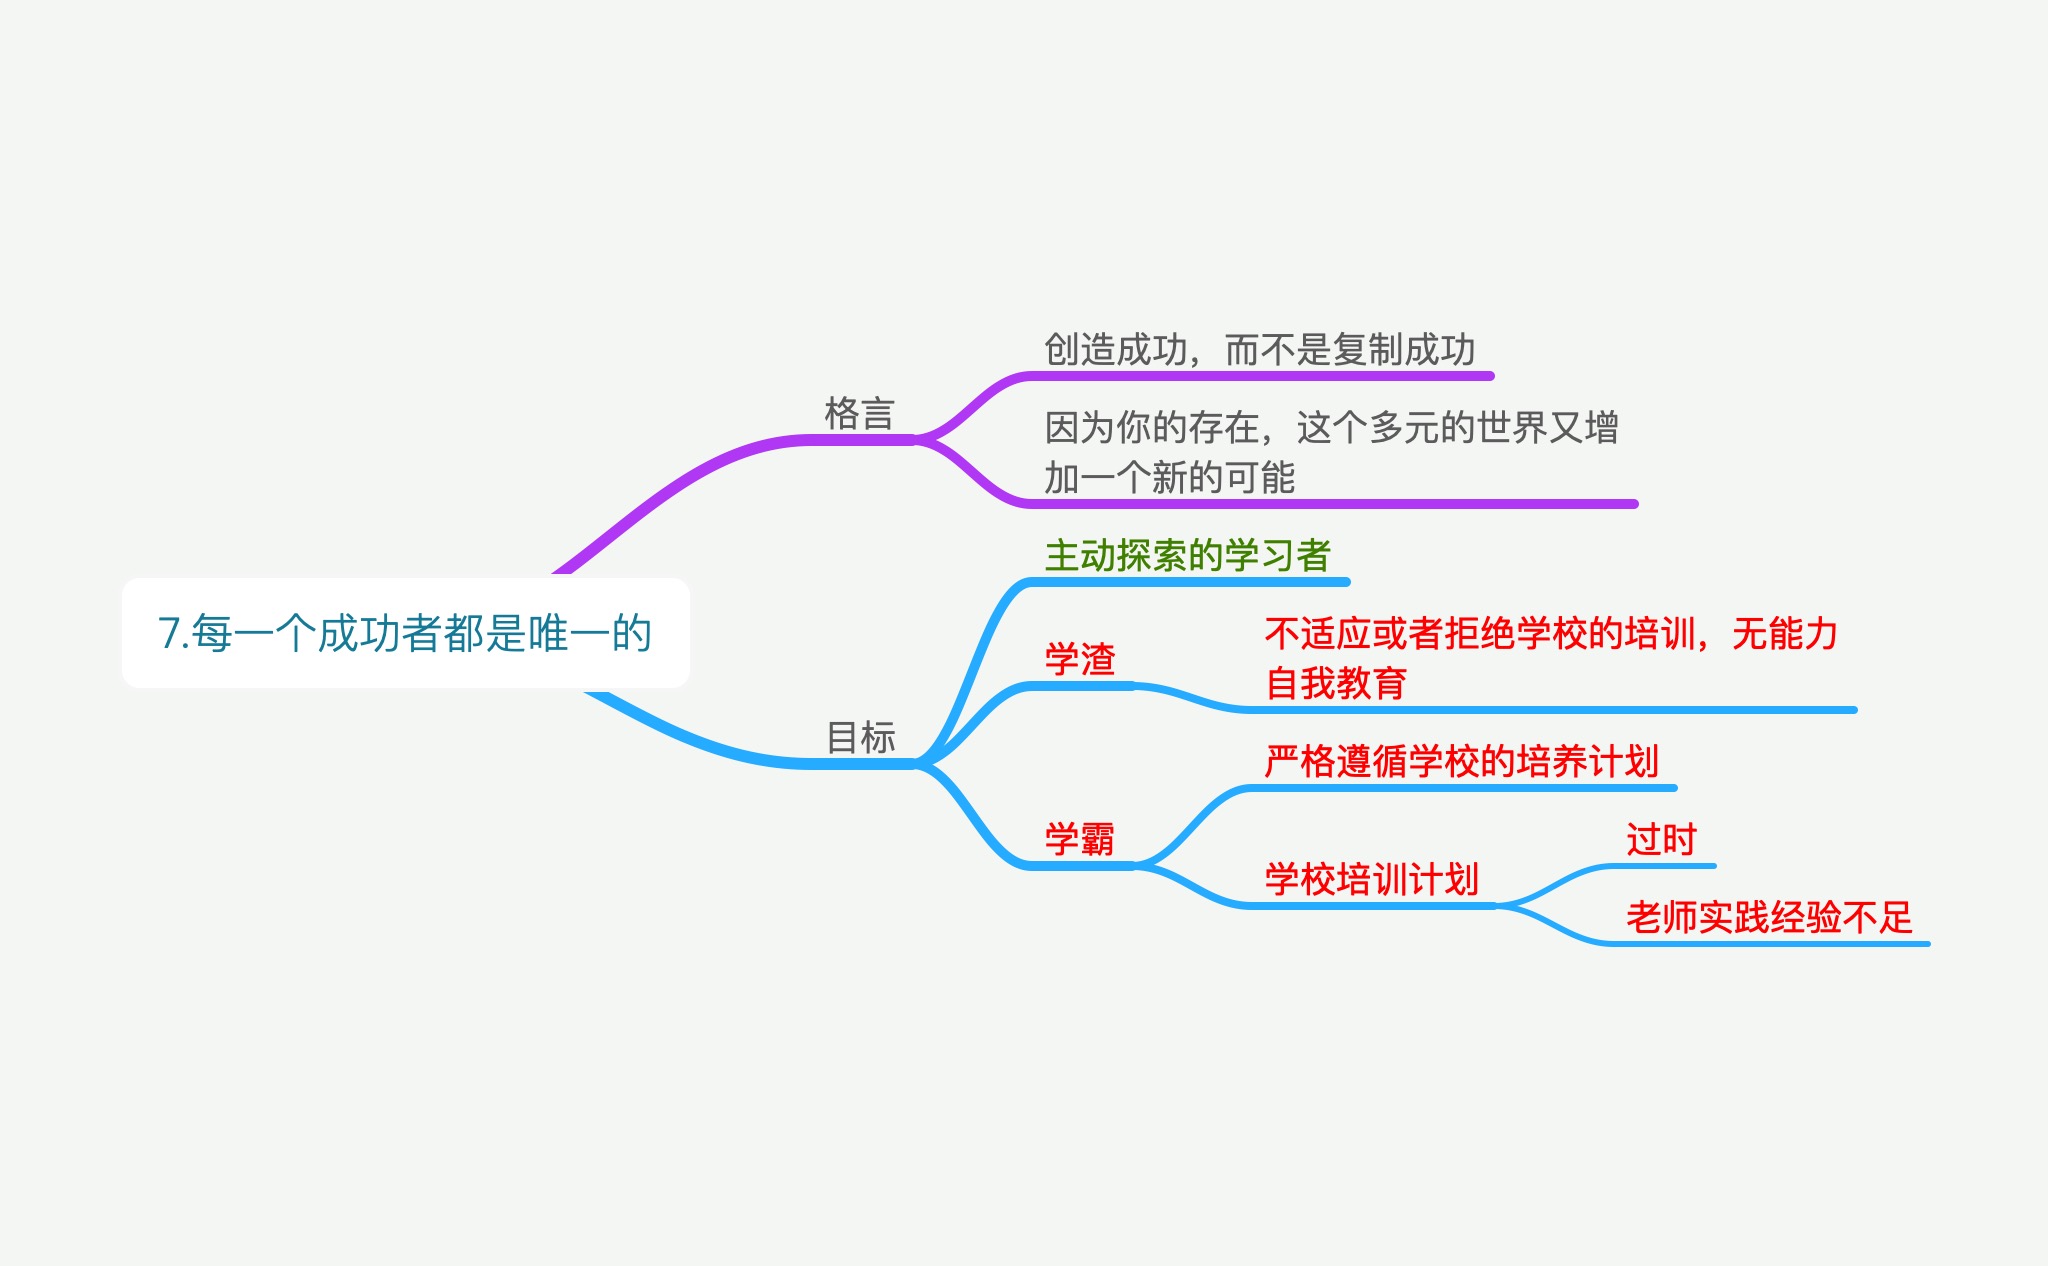 7.每一个成功者都是唯一的
格言
创造成功，而不是复制成功
因为你的存在，这个多元的世界又增
加一个新的可能
目标
主动探索的学习者
学渣
不适应或者拒绝学校的培训，无能力
自我教育
学霸
严格遵循学校的培养计划
学校培训计划
过时
老师实践经验不足